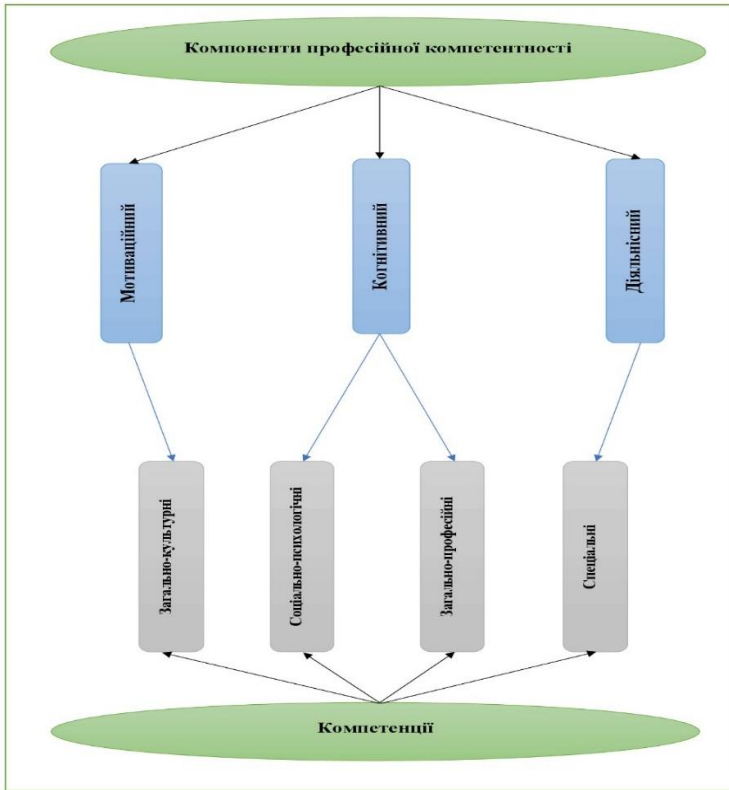 Компоненти професійної компетентності
Мотиваційний
Когнітивний
Діяльнісний
Загально-культурні
Соціально-психологічні
Загально-професійні
Спеціальні
Компетенції